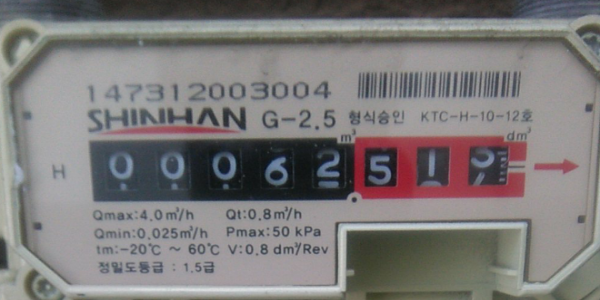 147312003004
SHINHAN G-2.5 형식승인 KTC-H-10-12호
m³ dm³
H 0 0 0 6 2 5 1
Qmax:4.0㎥/h Qt:0.8㎥/h
Qmin:0.025㎥/h Pmax:50 kPa
tm:-20℃ ~ 60℃ V:0.8 dm³/Rev
정밀도등급 : 1.5급